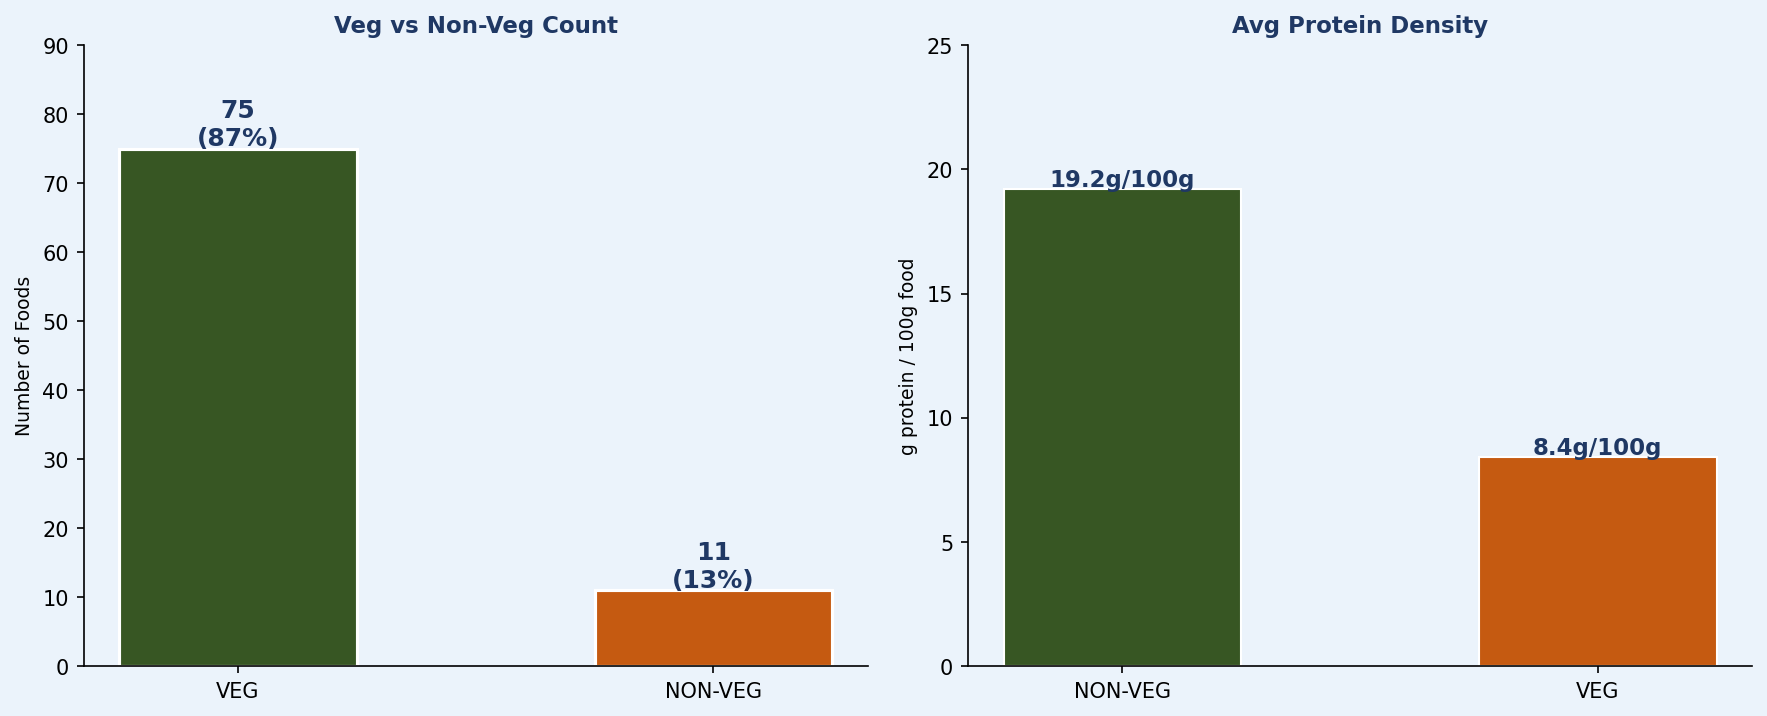 Veg vs Non-Veg Count
90
80
70
60
50
40
30
20
10
0
Number of Foods
75
(87%)
11
(13%)
VEG
NON-VEG
Avg Protein Density
25
20
15
10
5
0
g protein / 100g food
19.2g/100g
8.4g/100g
NON-VEG
VEG